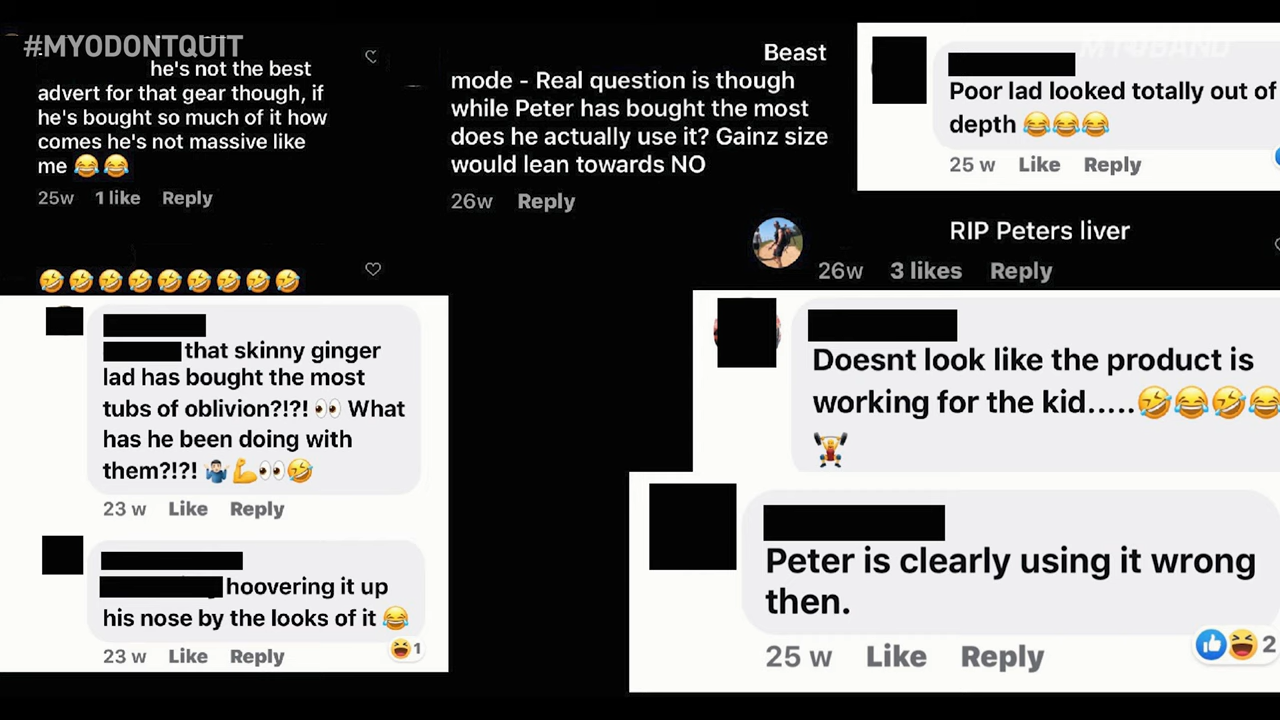 #MYODONTQUIT
he's not the best
advert for that gear though, if
he's bought so much of it how
comes he's not massive like
me 😂😂
25w 1 like Reply
🤣🤣🤣🤣🤣🤣🤣🤣🤣
that skinny ginger
lad has bought the most
tubs of oblivion?!?! 👀 What
has he been doing with
them?!?! 🤷🏻‍♂️💪👀🤣
23 w Like Reply
hoovering it up
his nose by the looks of it 😂
23 w Like Reply
😆1
Beast
mode - Real question is though
while Peter has bought the most
does he actually use it? Gainz size
would lean towards NO
26w Reply
MYOBAND
Poor lad looked totally out of
depth 😂😂😂
25 w Like Reply
RIP Peters liver
26w 3 likes Reply
Doesnt look like the product is
working for the kid.....🤣😂🤣😂
🏋️
Peter is clearly using it wrong
then.
25 w Like Reply
👍😆 2